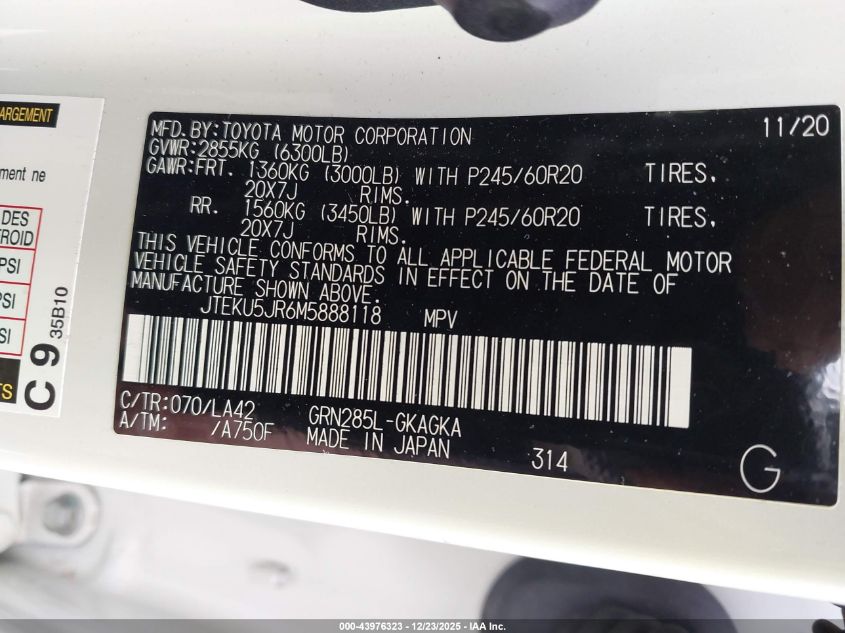 ARGEMENT
ment ne
DES
ROID
PSI
PSI
SI
TS
C 9 35B10
MFD. BY: TOYOTA MOTOR CORPORATION 11/20
GVWR: 2855KG (6300LB)
GAWR: FRT. 1360KG (3000LB) WITH P245/60R20 TIRES,
20X7J RIMS.
RR. 1560KG (3450LB) WITH P245/60R20 TIRES,
20X7J RIMS.
THIS VEHICLE CONFORMS TO ALL APPLICABLE FEDERAL MOTOR
VEHICLE SAFETY STANDARDS IN EFFECT ON THE DATE OF
MANUFACTURE SHOWN ABOVE.
JTEKU5JR6M5888118 MPV
C/TR: 070/LA42 GRN285L-GKAGKA
A/TM: /A750F MADE IN JAPAN 314 G
000-43976323 - 12/23/2025 - IAA Inc.